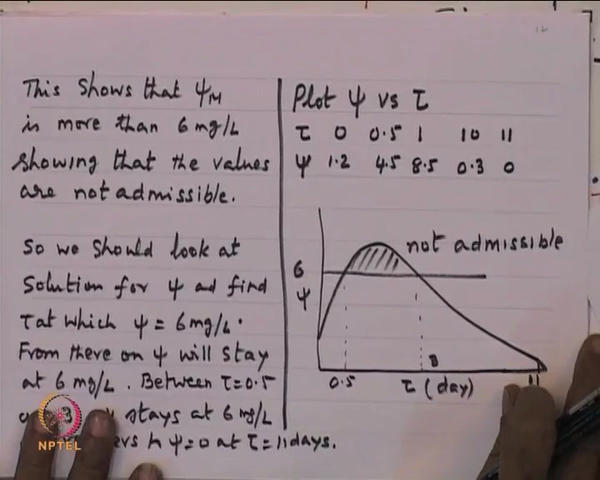 This shows that ψM
is more than 6 mg/L
showing that the values
are not admissible.
So we should look at
solution for ψ and find
τ at which ψ = 6 mg/L.
From there on ψ will stay
at 6 mg/L. Between τ = 0.5
stays at 6 mg/L
ψ = 0 at τ = 11 days.
Plot ψ vs τ
τ 0 0.5 1 10 11
ψ 1.2 4.5 8.5 0.3 0
not admissible
6
ψ
0.5 τ (day) 11
NPTEL